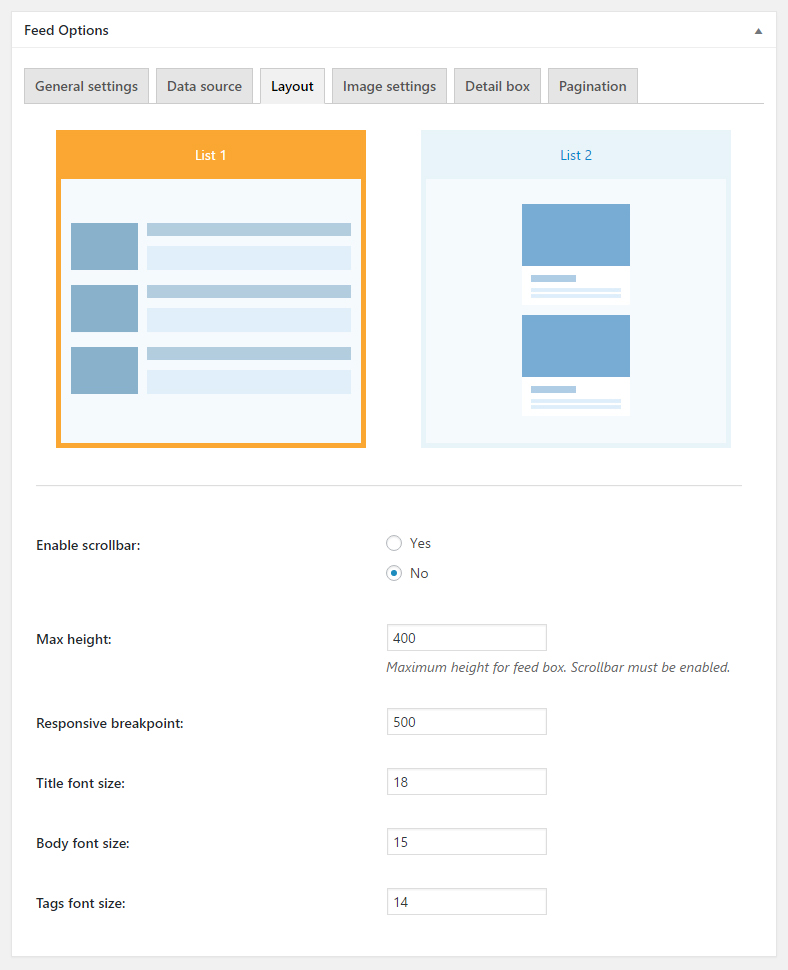 Feed Options
General settings Data source Layout Image settings Detail box Pagination
List 1 List 2
Enable scrollbar: Yes
No
Max height: 400
Maximum height for feed box. Scrollbar must be enabled.
Responsive breakpoint: 500
Title font size: 18
Body font size: 15
Tags font size: 14